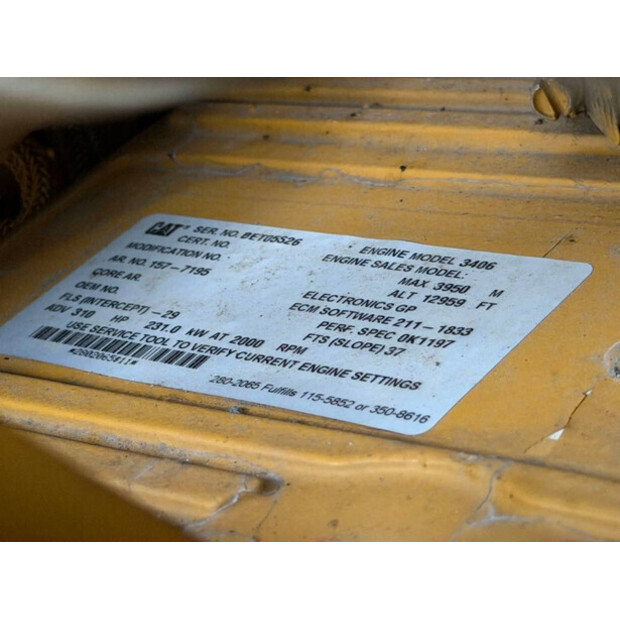 CAT® SER. NO. BET05526 ENGINE MODEL 3406
CERT. NO. ENGINE SALES MODEL:
MODIFICATION NO. MAX 3950 M
AR. NO. 157-7195 ALT 12959 FT
CORE AR. ELECTRONICS GP
OEM NO. ECM SOFTWARE 211-1833
FLS (INTERCEPT) -29 PERF. SPEC 0K1197
ADV 310 HP 231.0 kW AT 2000 RPM FTS (SLOPE) 37
USE SERVICE TOOL TO VERIFY CURRENT ENGINE SETTINGS
*2602065811*
260-2065 Fulfills 115-5852 or 350-8616